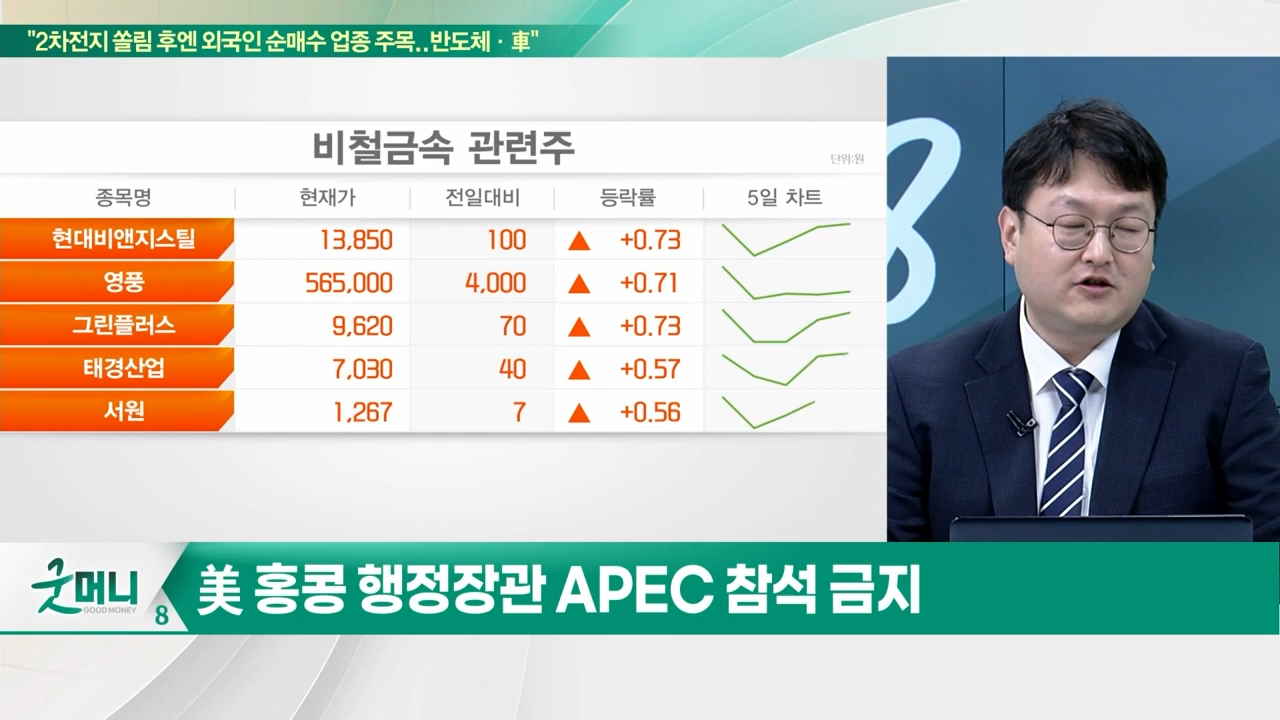 "2차전지 쏠림 후엔 외국인 순매수 업종 주목..반도체·車"
비철금속 관련주
단위:원
종목명 현재가 전일대비 등락률 5일 차트
현대비앤지스틸 13,850 100 ▲ +0.73
영풍 565,000 4,000 ▲ +0.71
그린플러스 9,620 70 ▲ +0.73
태경산업 7,030 40 ▲ +0.57
서원 1,267 7 ▲ +0.56
굿머니
GOOD MONEY
8
美 홍콩 행정장관 APEC 참석 금지